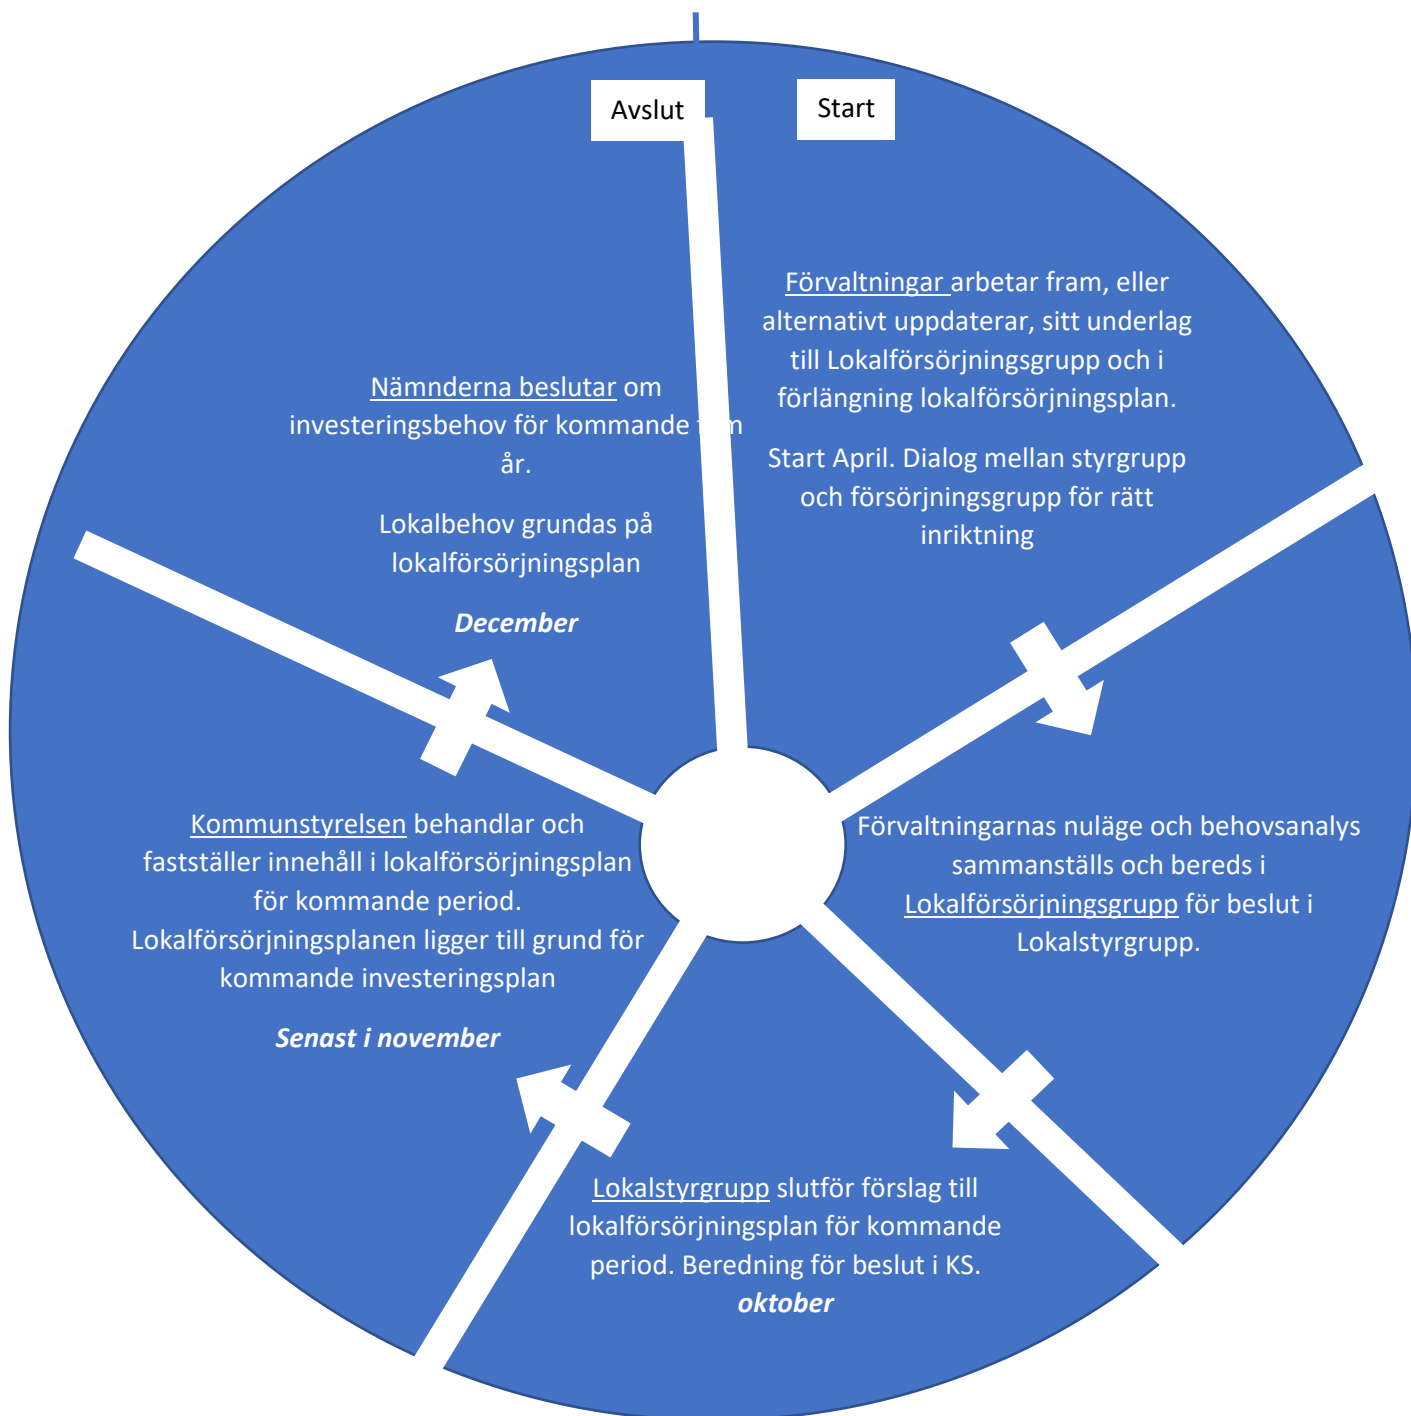 Avslut
Start
Förvaltningar arbetar fram, eller
alternativt uppdaterar, sitt underlag
till Lokalförsörjningsgrupp och i
förlängning lokalförsörjningsplan.
Start April. Dialog mellan styrgrupp
och försörjningsgrupp för rätt
inriktning
Förvaltningarnas nuläge och behovsanalys
sammanställs och bereds i
Lokalförsörjningsgrupp för beslut i
Lokalstyrgrupp.
Lokalstyrgrupp slutför förslag till
lokalförsörjningsplan för kommande
period. Beredning för beslut i KS.
oktober
Kommunstyrelsen behandlar och
fastställer innehåll i lokalförsörjningsplan
för kommande period.
Lokalförsörjningsplanen ligger till grund för
kommande investeringsplan
Senast i november
Nämnderna beslutar om
investeringsbehov för kommande
år.
Lokalbehov grundas på
lokalförsörjningsplan
December